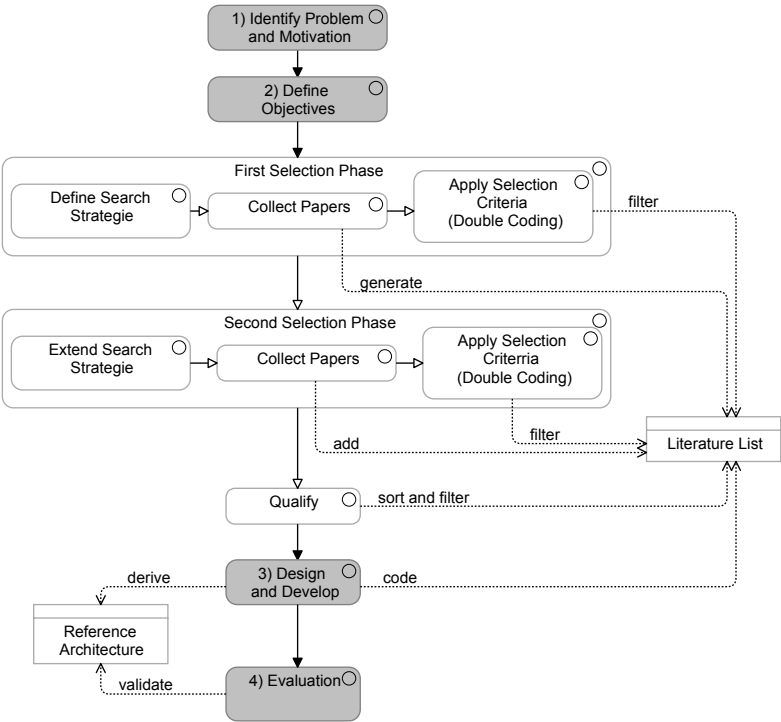 1) Identify Problem
and Motivation
2) Define
Objectives
First Selection Phase
Define Search
Strategie
Collect Papers
Apply Selection
Criteria
(Double Coding)
filter
generate
Second Selection Phase
Extend Search
Strategie
Collect Papers
Apply Selection
Criterria
(Double Coding)
filter
add
Literature List
Qualify
sort and filter
3) Design
and Develop
derive
code
Reference
Architecture
validate
4) Evaluation